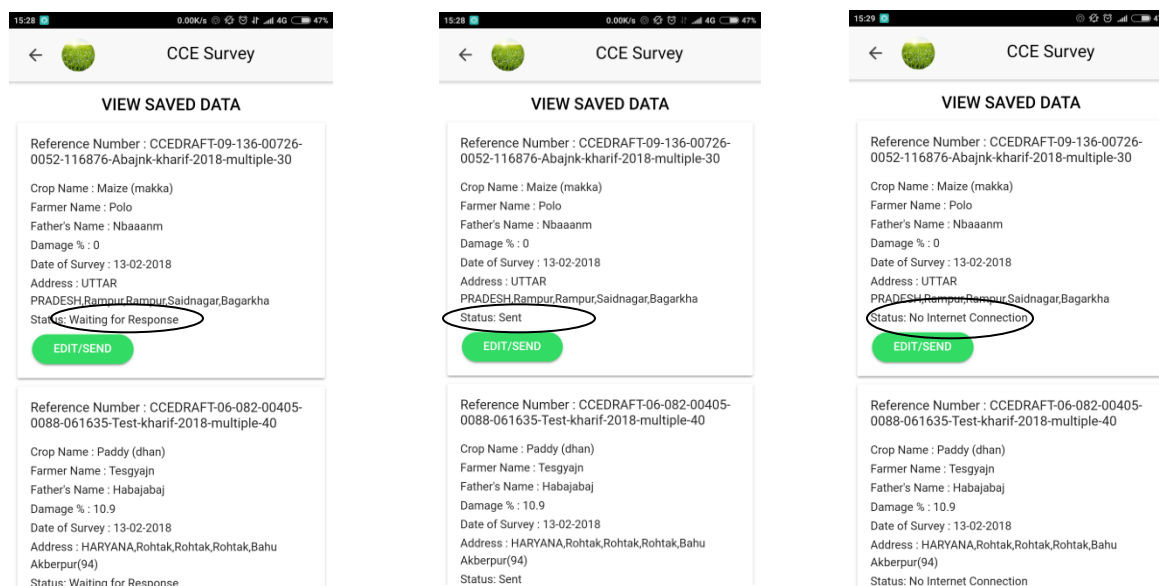 15:28 0.00K/s 4G 47%
CCE Survey
VIEW SAVED DATA
Reference Number : CCEDRAFT-09-136-00726-
0052-116876-Abajnk-kharif-2018-multiple-30
Crop Name : Maize (makka)
Farmer Name : Polo
Father's Name : Nbaaanm
Damage % : 0
Date of Survey : 13-02-2018
Address : UTTAR
PRADESH,Rampur,Rampur,Saidnagar,Bagarkha
Status: Waiting for Response
EDIT/SEND
Reference Number : CCEDRAFT-06-082-00405-
0088-061635-Test-kharif-2018-multiple-40
Crop Name : Paddy (dhan)
Farmer Name : Tesgyajn
Father's Name : Habajabaj
Damage % : 10.9
Date of Survey : 13-02-2018
Address : HARYANA,Rohtak,Rohtak,Rohtak,Bahu
Akberpur(94)
Status: Waiting for Response
15:28 0.00K/s 4G 47%
CCE Survey
VIEW SAVED DATA
Reference Number : CCEDRAFT-09-136-00726-
0052-116876-Abajnk-kharif-2018-multiple-30
Crop Name : Maize (makka)
Farmer Name : Polo
Father's Name : Nbaaanm
Damage % : 0
Date of Survey : 13-02-2018
Address : UTTAR
PRADESH,Rampur,Rampur,Saidnagar,Bagarkha
Status: Sent
EDIT/SEND
Reference Number : CCEDRAFT-06-082-00405-
0088-061635-Test-kharif-2018-multiple-40
Crop Name : Paddy (dhan)
Farmer Name : Tesgyajn
Father's Name : Habajabaj
Damage % : 10.9
Date of Survey : 13-02-2018
Address : HARYANA,Rohtak,Rohtak,Rohtak,Bahu
Akberpur(94)
Status: Sent
15:29
CCE Survey
VIEW SAVED DATA
Reference Number : CCEDRAFT-09-136-00726-
0052-116876-Abajnk-kharif-2018-multiple-30
Crop Name : Maize (makka)
Farmer Name : Polo
Father's Name : Nbaaanm
Damage % : 0
Date of Survey : 13-02-2018
Address : UTTAR
PRADESH,Rampur,Rampur,Saidnagar,Bagarkha
Status: No Internet Connection
EDIT/SEND
Reference Number : CCEDRAFT-06-082-00405-
0088-061635-Test-kharif-2018-multiple-40
Crop Name : Paddy (dhan)
Farmer Name : Tesgyajn
Father's Name : Habajabaj
Damage % : 10.9
Date of Survey : 13-02-2018
Address : HARYANA,Rohtak,Rohtak,Rohtak,Bahu
Akberpur(94)
Status: No Internet Connection